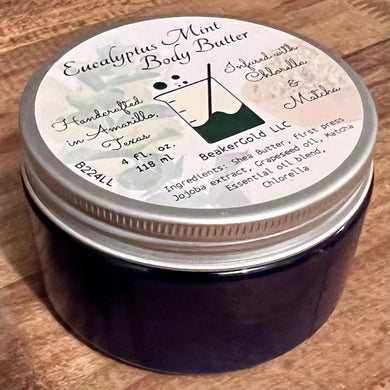 Eucalyptus Mint
Body Butter
Infused with
Chlorella
&
Matcha
Handcrafted
in Amarillo,
Texas
4 fl. oz.
118 ml
B224LL
BeakerGold LLC
Ingredients: Shea Butter, first press
Jojoba extract, Grapeseed oil, Matcha
Essential oil blend,
Chlorella